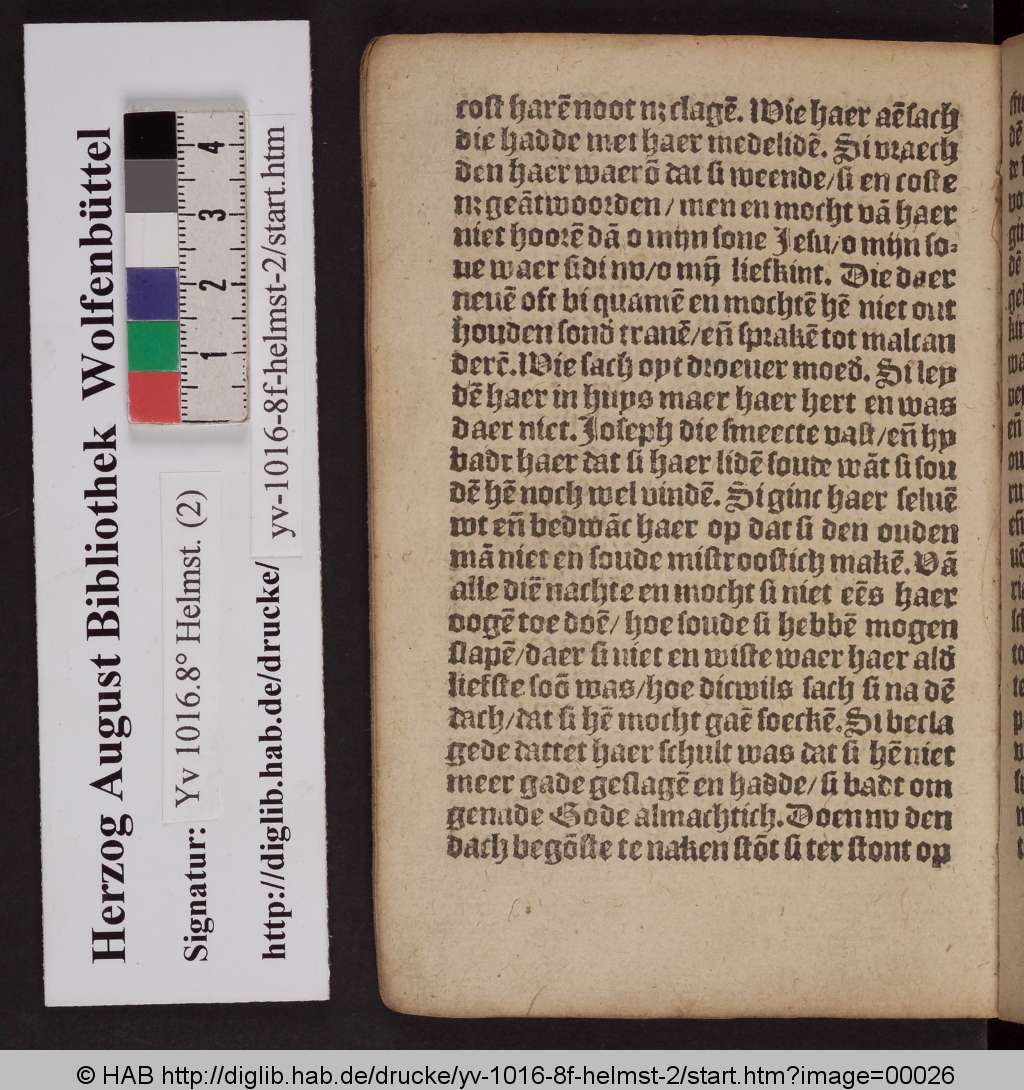 Herzog August Bibliothek Wolfenbüttel
Signatur: Yv 1016.8° Helmst. (2)
http://diglib.hab.de/drucke/ yv-1016-8f-helmst-2/start.htm
1 2 3 4
cost harē noot nꝫ clagē. Wie haer aēsach
die hadde met haer medelidē. Si vraech
den haer waerō dat si weende/si en coste
nꝫ geātwoorden/ men en mocht vā haer
niet hoorē dā o mijn sone Jesu/o mijn so⸗
ne waer sidi nv/o mij̄ liefkint. Die daer
neuē oft bi quamē en mochtē hē niet ont
houden sond̕ tranē/eñ sprakē tot malcan
derē. Wie sach oyt droeuer moed̕. Si ley
dē haer in huys maer haer hert en was
daer niet. Joseph die smeecte vast/eñ hy
badt haer dat si haer lidē soude wāt si sou
dē hē noch wel vindē. Si ginc haer seluē
wt eñ bedwāc haer op dat si den ouden
mā niet en soude mistroostich makē. Vā
alle diē nachte en mocht si niet eēs haer
oogē toe doē/ hoe soude si hebbē mogen
slapē/daer si niet en wiste waer haer ald̕
liefste soō was/hoe dicwils sach si na dē
dach/dat si hē mocht gaē soeckē. Si becla
gede dattet haer schult was dat si hē niet
meer gade geslagē en hadde/ si badt om
genade Gode almachtich. Doen nv den
dach begōste te naken stōt si ter stont op
© HAB http://diglib.hab.de/drucke/yv-1016-8f-helmst-2/start.htm?image=00026